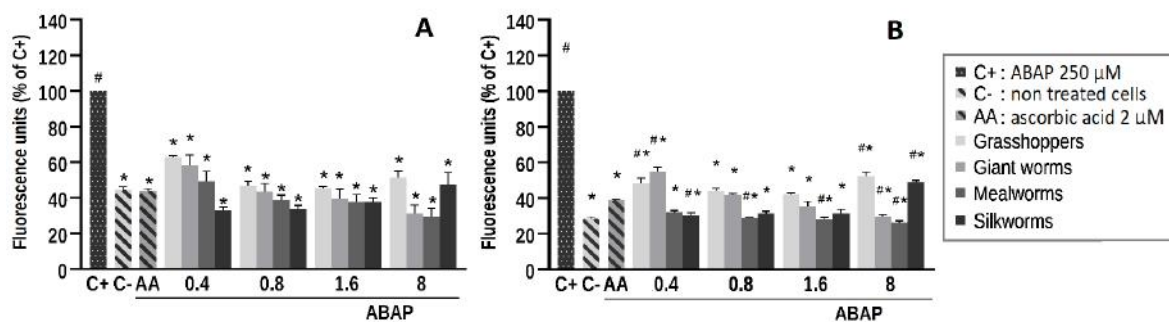 A
Fluorescence units (% of C+)
140
120
100
80
60
40
20
0
#
* * * * * * * * * * * * * * * * * *
C+ C- AA 0.4 0.8 1.6 8
ABAP
B
Fluorescence units (% of C+)
140
120
100
80
60
40
20
0
#
* * #* #* * #* * * #* * * * #* * #* #* #* #*
C+ C- AA 0.4 0.8 1.6 8
ABAP
C+ : ABAP 250 µM
C- : non treated cells
AA : ascorbic acid 2 µM
Grasshoppers
Giant worms
Mealworms
Silkworms